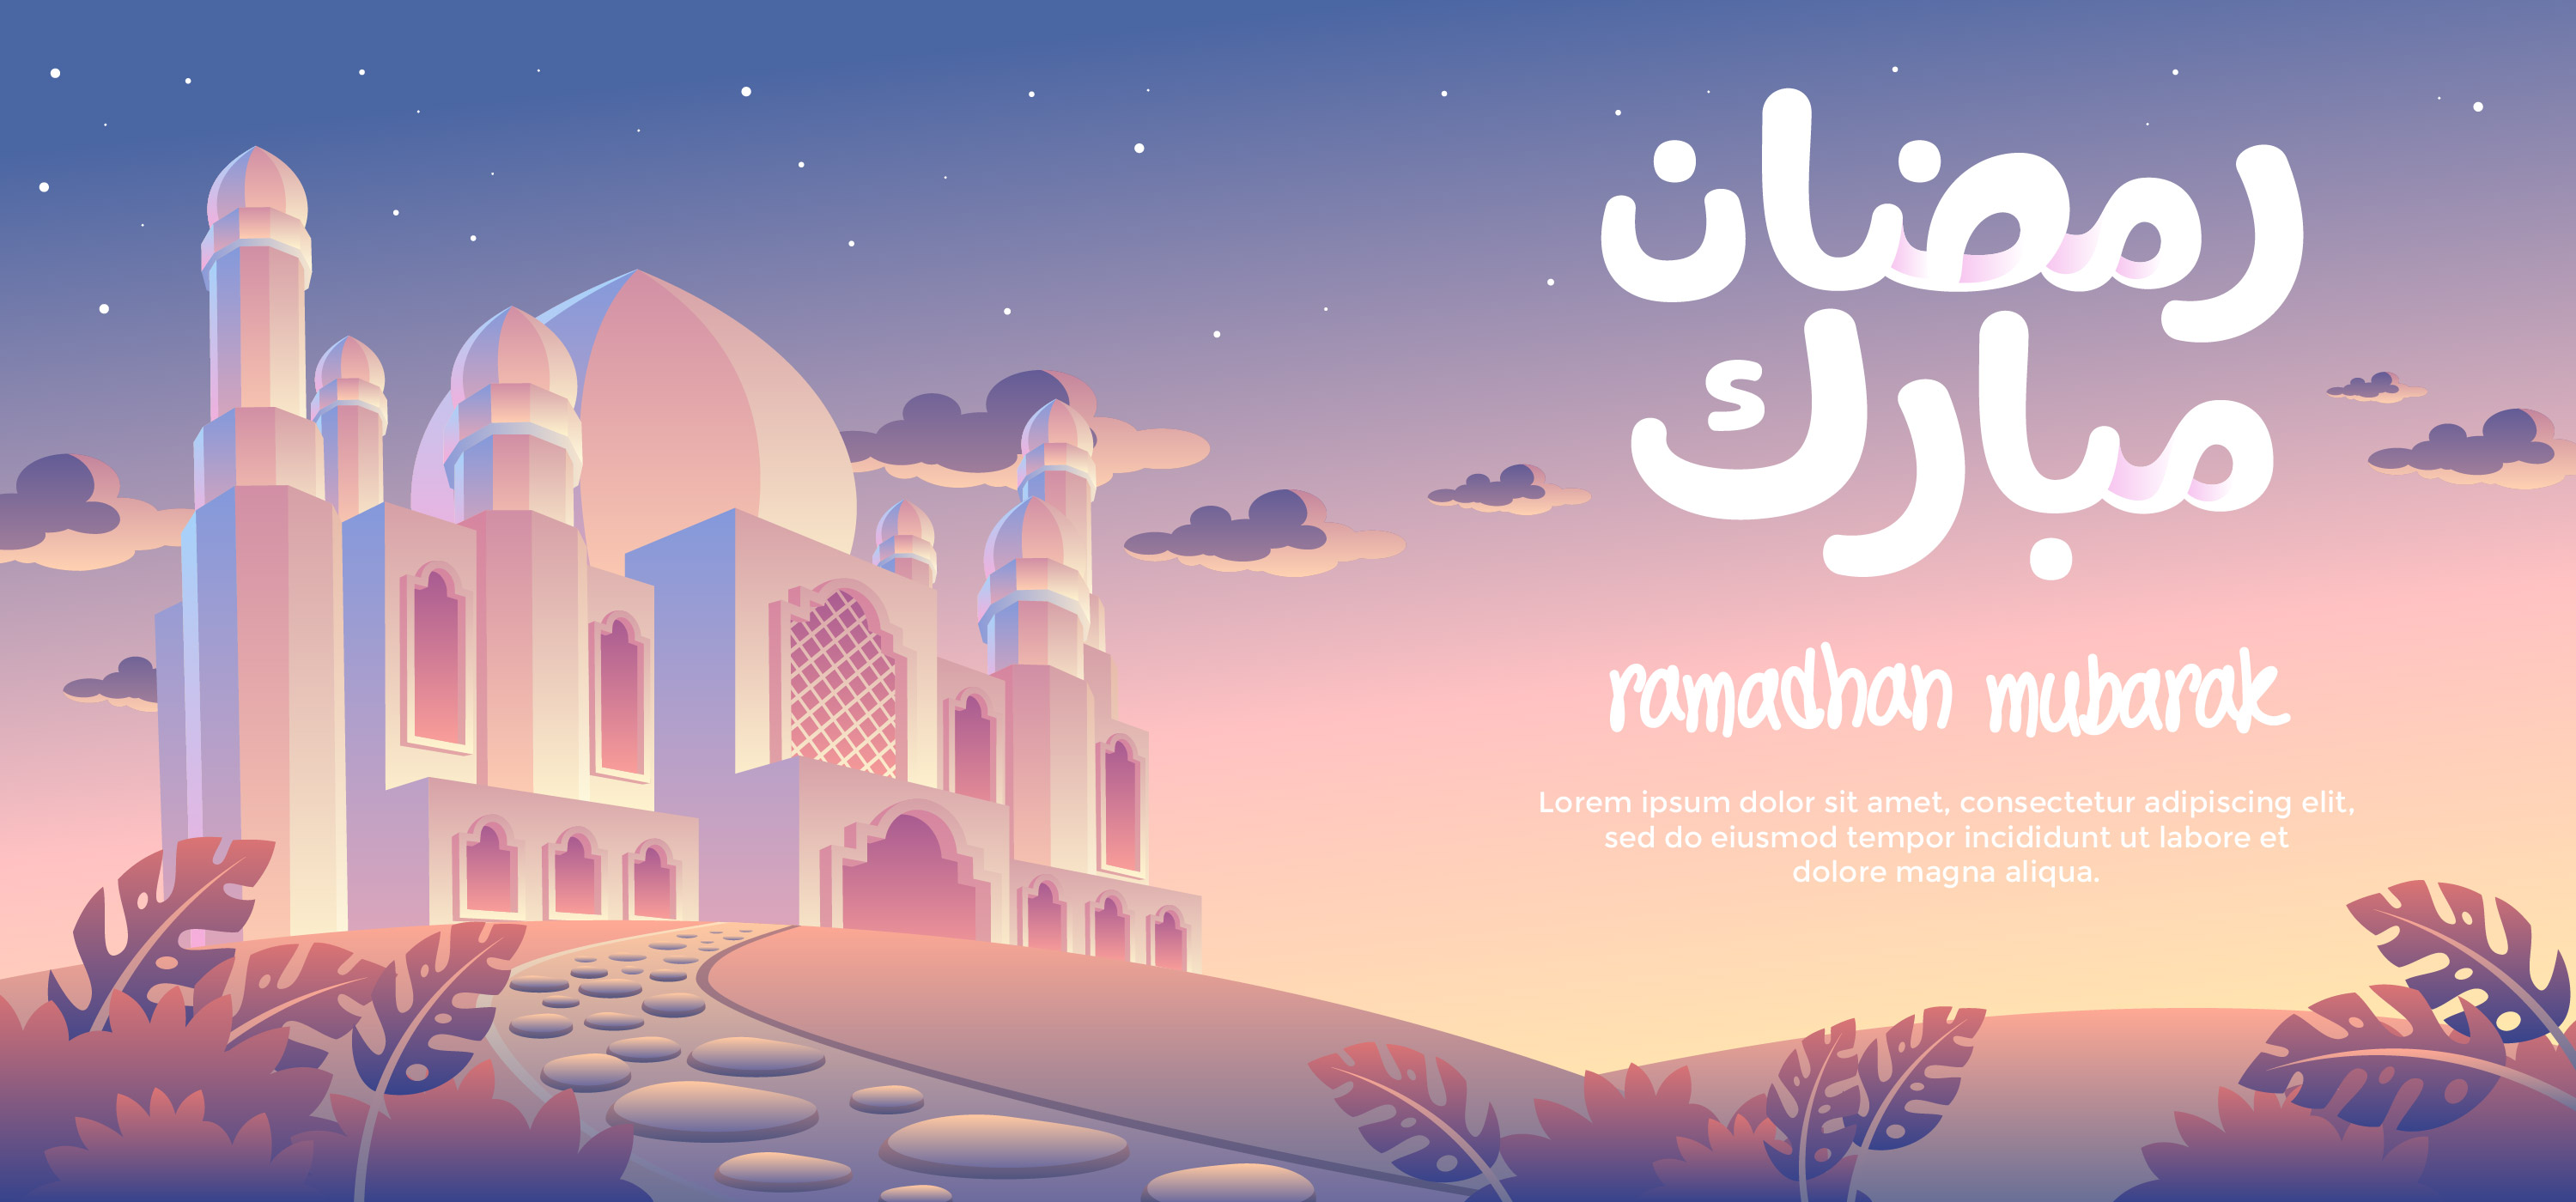 رمضان
مبارك
ramadhan mubarak
Lorem ipsum dolor sit amet, consectetur adipiscing elit,
sed do eiusmod tempor incididunt ut labore et
dolore magna aliqua.